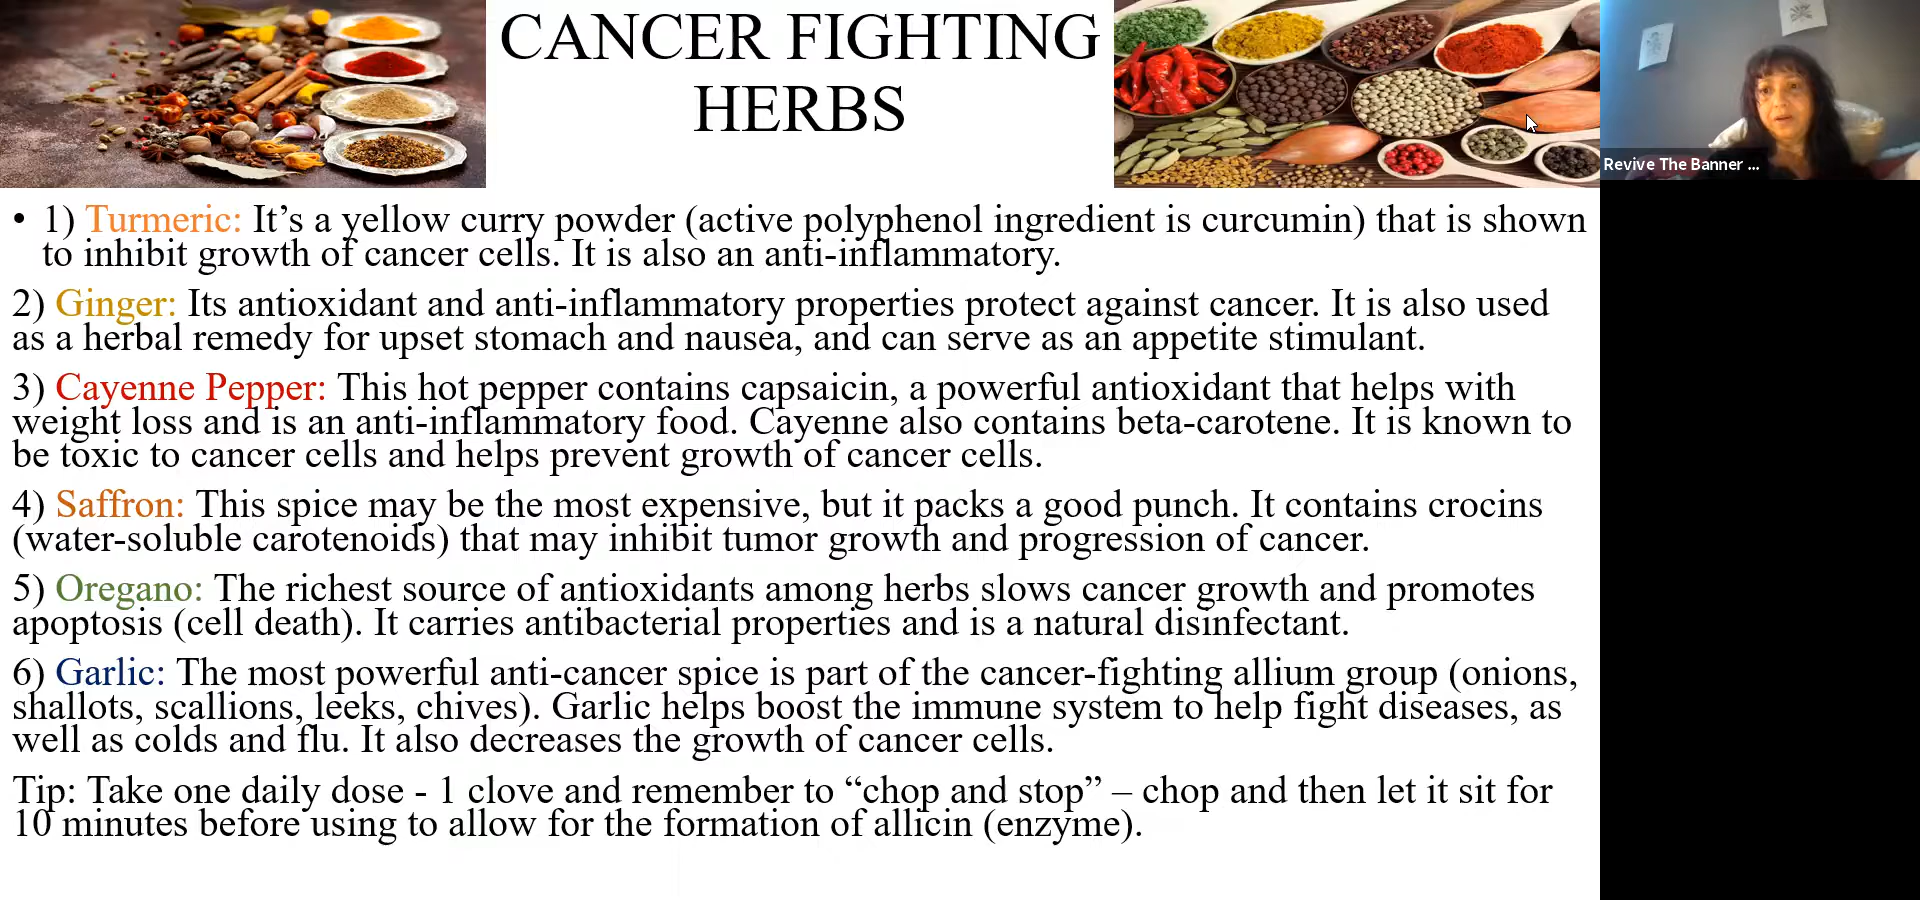 CANCER FIGHTING
HERBS
Revive The Banner ...
• 1) Turmeric: It’s a yellow curry powder (active polyphenol ingredient is curcumin) that is shown
to inhibit growth of cancer cells. It is also an anti-inflammatory.
2) Ginger: Its antioxidant and anti-inflammatory properties protect against cancer. It is also used
as a herbal remedy for upset stomach and nausea, and can serve as an appetite stimulant.
3) Cayenne Pepper: This hot pepper contains capsaicin, a powerful antioxidant that helps with
weight loss and is an anti-inflammatory food. Cayenne also contains beta-carotene. It is known to
be toxic to cancer cells and helps prevent growth of cancer cells.
4) Saffron: This spice may be the most expensive, but it packs a good punch. It contains crocins
(water-soluble carotenoids) that may inhibit tumor growth and progression of cancer.
5) Oregano: The richest source of antioxidants among herbs slows cancer growth and promotes
apoptosis (cell death). It carries antibacterial properties and is a natural disinfectant.
6) Garlic: The most powerful anti-cancer spice is part of the cancer-fighting allium group (onions,
shallots, scallions, leeks, chives). Garlic helps boost the immune system to help fight diseases, as
well as colds and flu. It also decreases the growth of cancer cells.
Tip: Take one daily dose - 1 clove and remember to “chop and stop” – chop and then let it sit for
10 minutes before using to allow for the formation of allicin (enzyme).